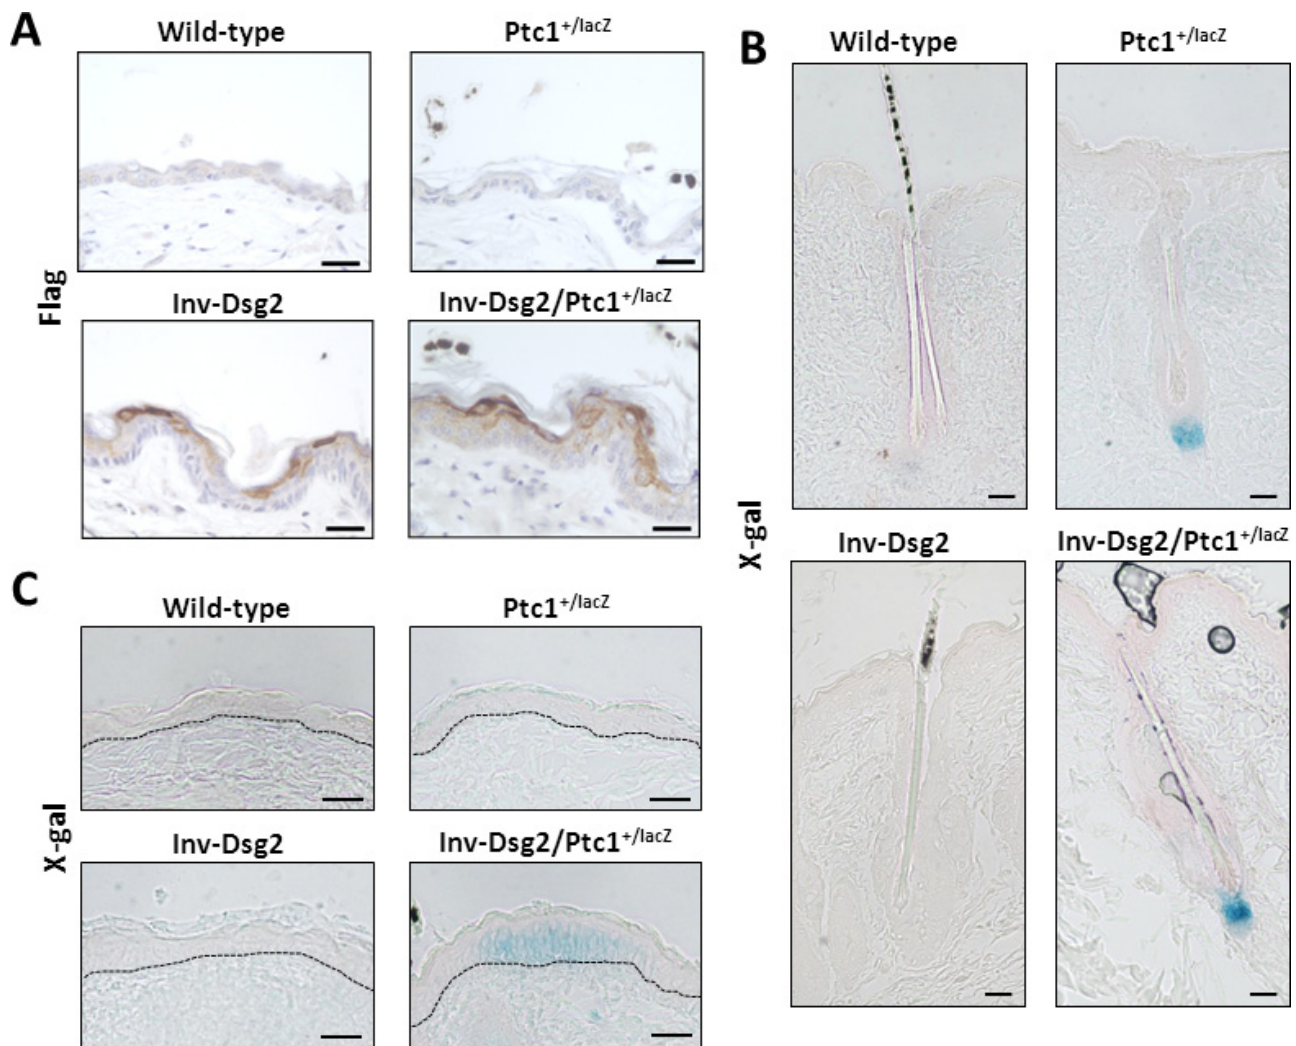 A
Wild-type
Ptc1+/lacZ
Inv-Dsg2
Inv-Dsg2/Ptc1+/lacZ
Flag
B
Wild-type
Ptc1+/lacZ
Inv-Dsg2
Inv-Dsg2/Ptc1+/lacZ
X-gal
C
Wild-type
Ptc1+/lacZ
Inv-Dsg2
Inv-Dsg2/Ptc1+/lacZ
X-gal